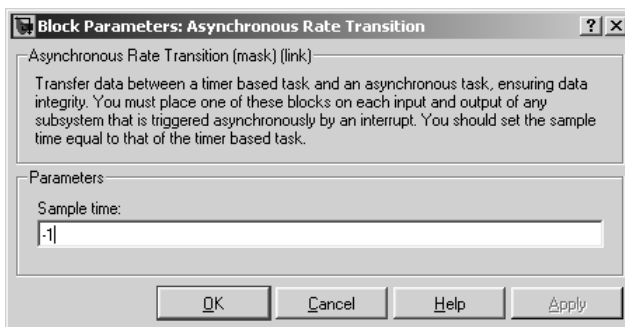 Block Parameters: Asynchronous Rate Transition
Asynchronous Rate Transition (mask) (link)
Transfer data between a timer based task and an asynchronous task, ensuring data
integrity. You must place one of these blocks on each input and output of any
subsystem that is triggered asynchronously by an interrupt. You should set the sample
time equal to that of the timer based task.
Parameters
Sample time:
-1
OK Cancel Help Apply